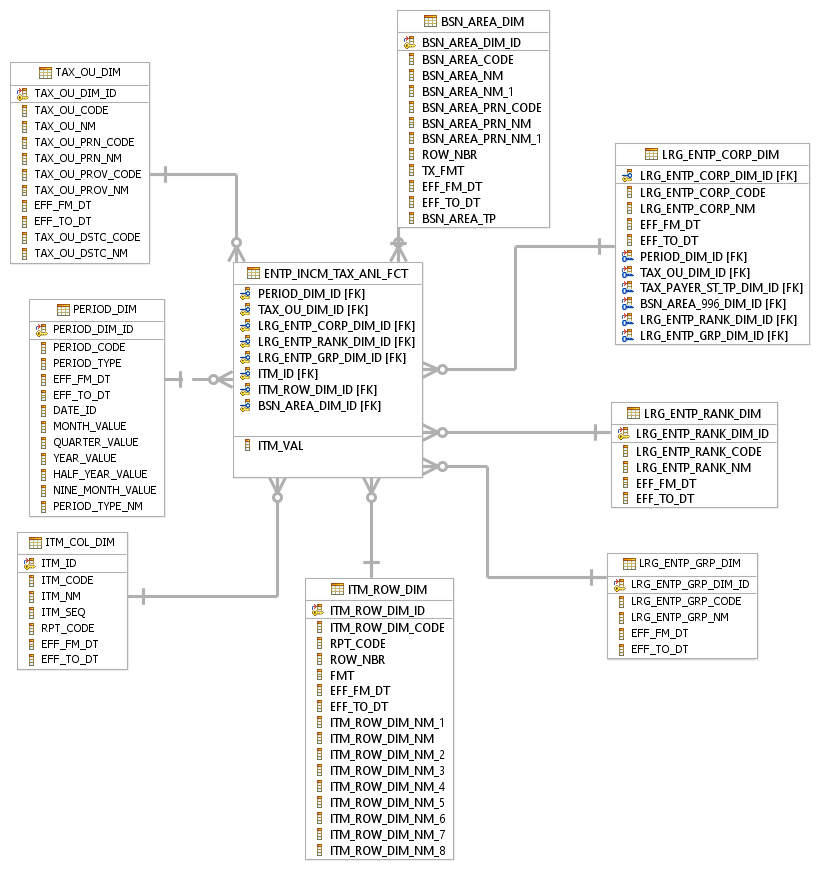 BSN_AREA_DIM
BSN_AREA_DIM_ID
BSN_AREA_CODE
BSN_AREA_NM
BSN_AREA_NM_1
BSN_AREA_PRN_CODE
BSN_AREA_PRN_NM
BSN_AREA_PRN_NM_1
ROW_NBR
TX_FMT
EFF_FM_DT
EFF_TO_DT
BSN_AREA_TP
TAX_OU_DIM
TAX_OU_DIM_ID
TAX_OU_CODE
TAX_OU_NM
TAX_OU_PRN_CODE
TAX_OU_PRN_NM
TAX_OU_PROV_CODE
TAX_OU_PROV_NM
EFF_FM_DT
EFF_TO_DT
TAX_OU_DSTC_CODE
TAX_OU_DSTC_NM
LRG_ENTP_CORP_DIM
LRG_ENTP_CORP_DIM_ID [FK]
LRG_ENTP_CORP_CODE
LRG_ENTP_CORP_NM
EFF_FM_DT
EFF_TO_DT
PERIOD_DIM_ID [FK]
TAX_OU_DIM_ID [FK]
TAX_PAYER_ST_TP_DIM_ID [FK]
BSN_AREA_996_DIM_ID [FK]
LRG_ENTP_RANK_DIM_ID [FK]
LRG_ENTP_GRP_DIM_ID [FK]
ENTP_INCM_TAX_ANL_FCT
PERIOD_DIM_ID [FK]
TAX_OU_DIM_ID [FK]
LRG_ENTP_CORP_DIM_ID [FK]
LRG_ENTP_RANK_DIM_ID [FK]
LRG_ENTP_GRP_DIM_ID [FK]
ITM_ID [FK]
ITM_ROW_DIM_ID [FK]
BSN_AREA_DIM_ID [FK]
ITM_VAL
PERIOD_DIM
PERIOD_DIM_ID
PERIOD_CODE
PERIOD_TYPE
EFF_FM_DT
EFF_TO_DT
DATE_ID
MONTH_VALUE
QUARTER_VALUE
YEAR_VALUE
HALF_YEAR_VALUE
NINE_MONTH_VALUE
PERIOD_TYPE_NM
LRG_ENTP_RANK_DIM
LRG_ENTP_RANK_DIM_ID
LRG_ENTP_RANK_CODE
LRG_ENTP_RANK_NM
EFF_FM_DT
EFF_TO_DT
ITM_COL_DIM
ITM_ID
ITM_CODE
ITM_NM
ITM_SEQ
RPT_CODE
EFF_FM_DT
EFF_TO_DT
LRG_ENTP_GRP_DIM
LRG_ENTP_GRP_DIM_ID
LRG_ENTP_GRP_CODE
LRG_ENTP_GRP_NM
EFF_FM_DT
EFF_TO_DT
ITM_ROW_DIM
ITM_ROW_DIM_ID
ITM_ROW_DIM_CODE
RPT_CODE
ROW_NBR
FMT
EFF_FM_DT
EFF_TO_DT
ITM_ROW_DIM_NM_1
ITM_ROW_DIM_NM
ITM_ROW_DIM_NM_2
ITM_ROW_DIM_NM_3
ITM_ROW_DIM_NM_4
ITM_ROW_DIM_NM_5
ITM_ROW_DIM_NM_6
ITM_ROW_DIM_NM_7
ITM_ROW_DIM_NM_8